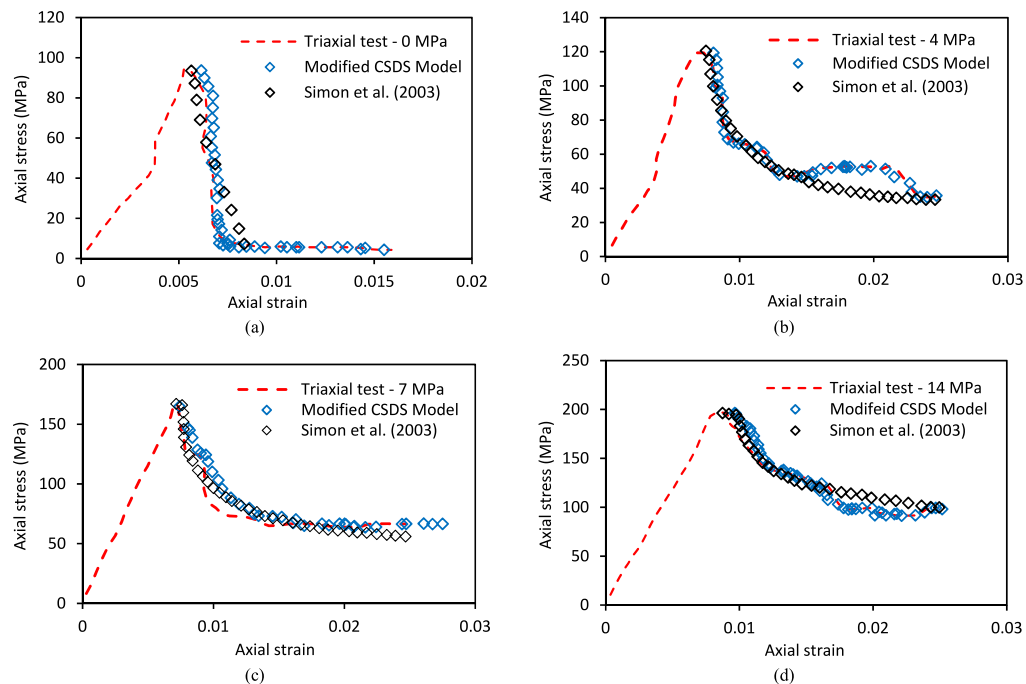 120
100
80
60
40
20
0
Axial stress (MPa)
Triaxial test - 0 MPa
Modified CSDS Model
Simon et al. (2003)
0
0.005
0.01
0.015
0.02
Axial strain
(a)
140
120
100
80
60
40
20
0
Axial stress (MPa)
Triaxial test - 4 MPa
Modified CSDS Model
Simon et al. (2003)
0
0.01
0.02
0.03
Axial strain
(b)
200
150
100
50
0
Axial stress (MPa)
Triaxial test - 7 MPa
Modified CSDS Model
Simon et al. (2003)
0
0.01
0.02
0.03
Axial strain
(c)
250
200
150
100
50
0
Axial stress (MPa)
Triaxial test - 14 MPa
Modifeid CSDS Model
Simon et al. (2003)
0
0.01
0.02
0.03
Axial strain
(d)